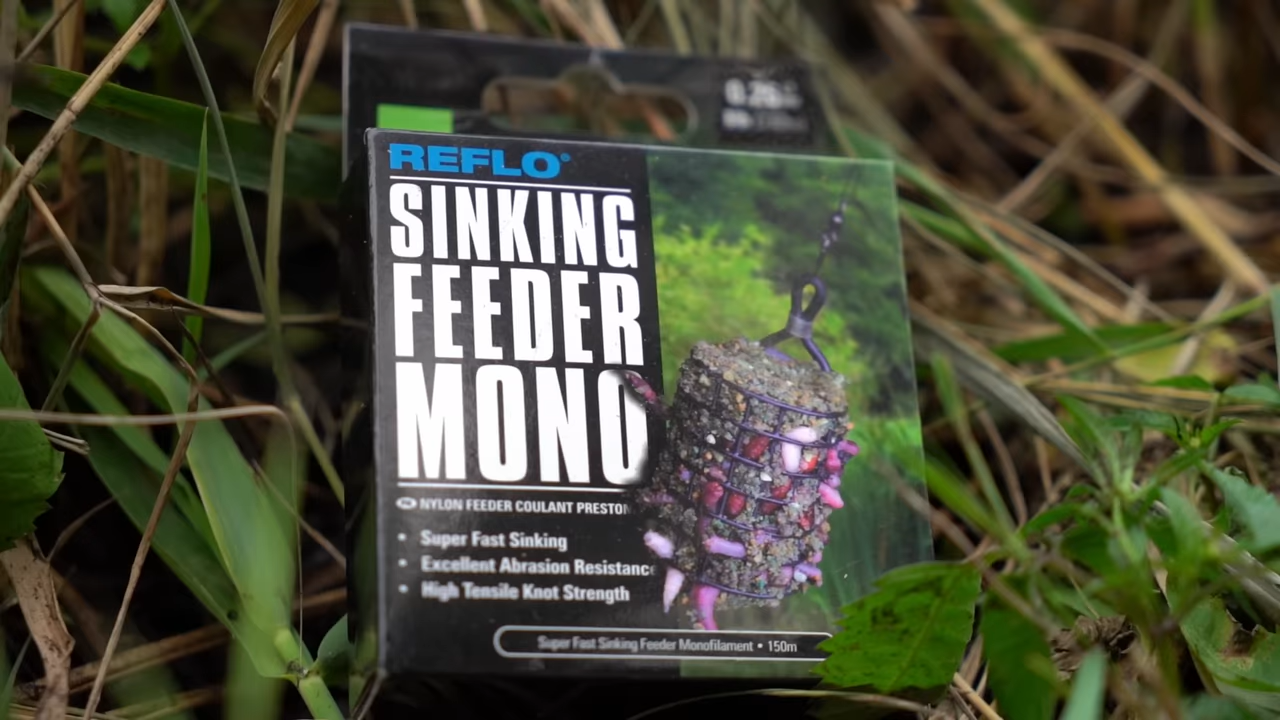 REFLO®
SINKING
FEEDER
MONO
FR NYLON FEEDER COULANT PRESTON
• Super Fast Sinking
• Excellent Abrasion Resistance
• High Tensile Knot Strength
Super Fast Sinking Feeder Monofilament • 150m